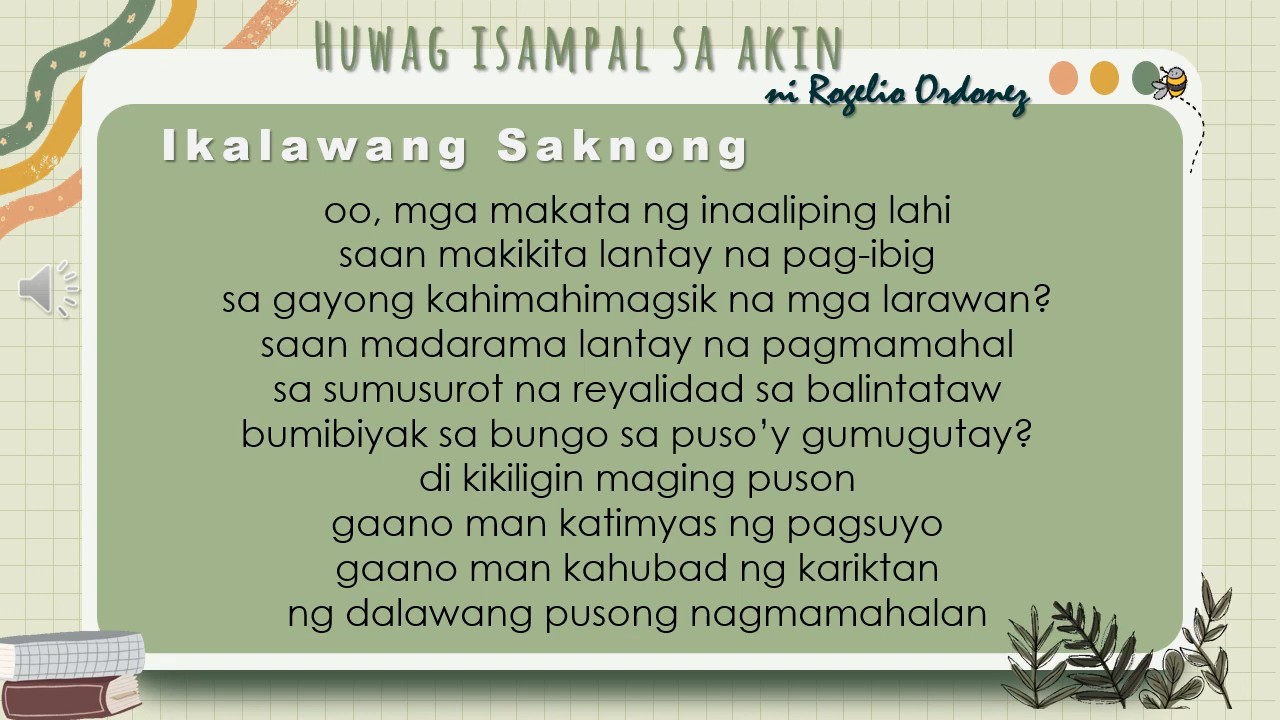 Huwag isampal sa akin
ni Rogelio Ordonez
Ikalawang Saknong
oo, mga makata ng inaaliping lahi
saan makikita lantay na pag-ibig
sa gayong kahimahimagsik na mga larawan?
saan madarama lantay na pagmamahal
sa sumusurot na reyalidad sa balintataw
bumibiyak sa bungo sa puso’y gumugutay?
di kikiligin maging puson
gaano man katimyas ng pagsuyo
gaano man kahubad ng kariktan
ng dalawang pusong nagmamahalan